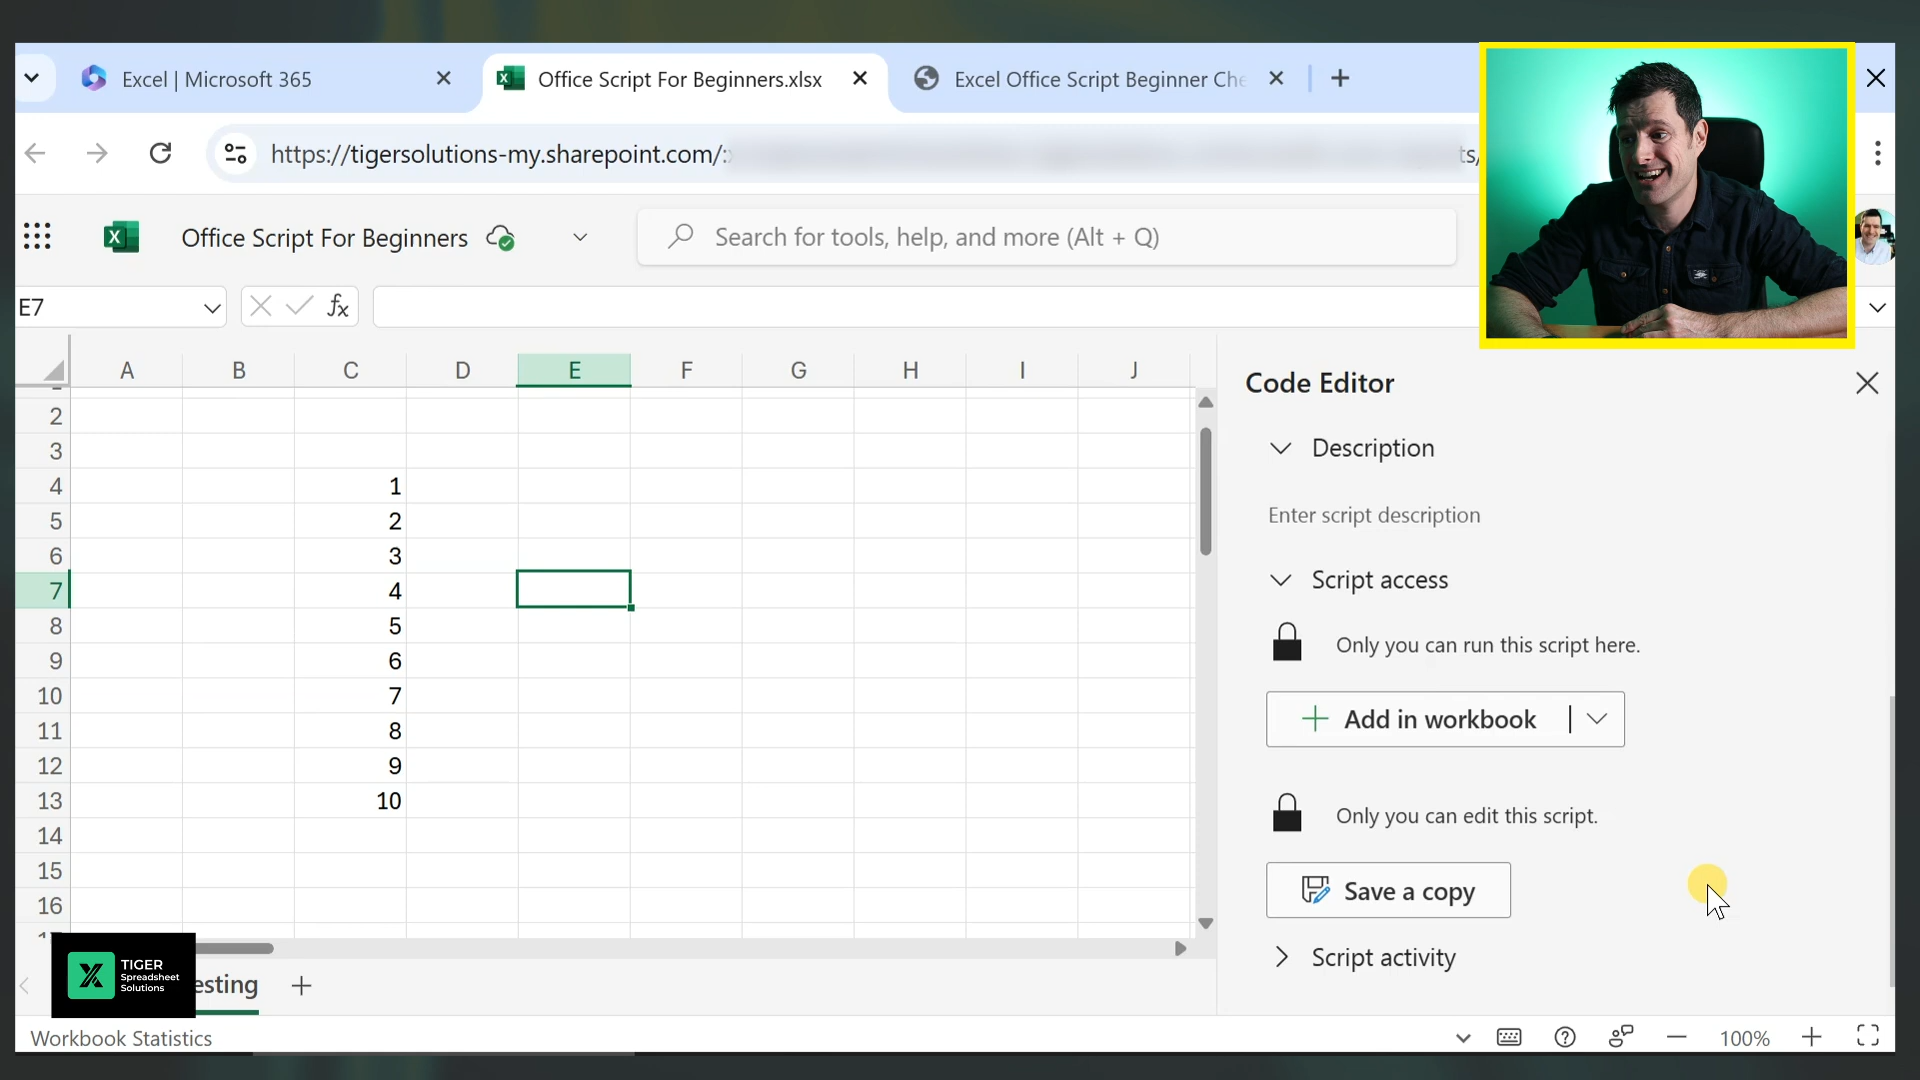 Excel | Microsoft 365
Office Script For Beginners.xlsx
Excel Office Script Beginner Che
https://tigersolutions-my.sharepoint.com/:
ts/
Office Script For Beginners
Search for tools, help, and more (Alt + Q)
E7
fx
A B C D E F G H I J
Code Editor
2
3
4 1
5 2
6 3
7 4
8 5
9 6
10 7
11 8
12 9
13 10
14
15
16
Description
Enter script description
Script access
Only you can run this script here.
Add in workbook
Only you can edit this script.
Save a copy
Script activity
TIGER
Spreadsheet
Solutions
esting
Workbook Statistics
100%